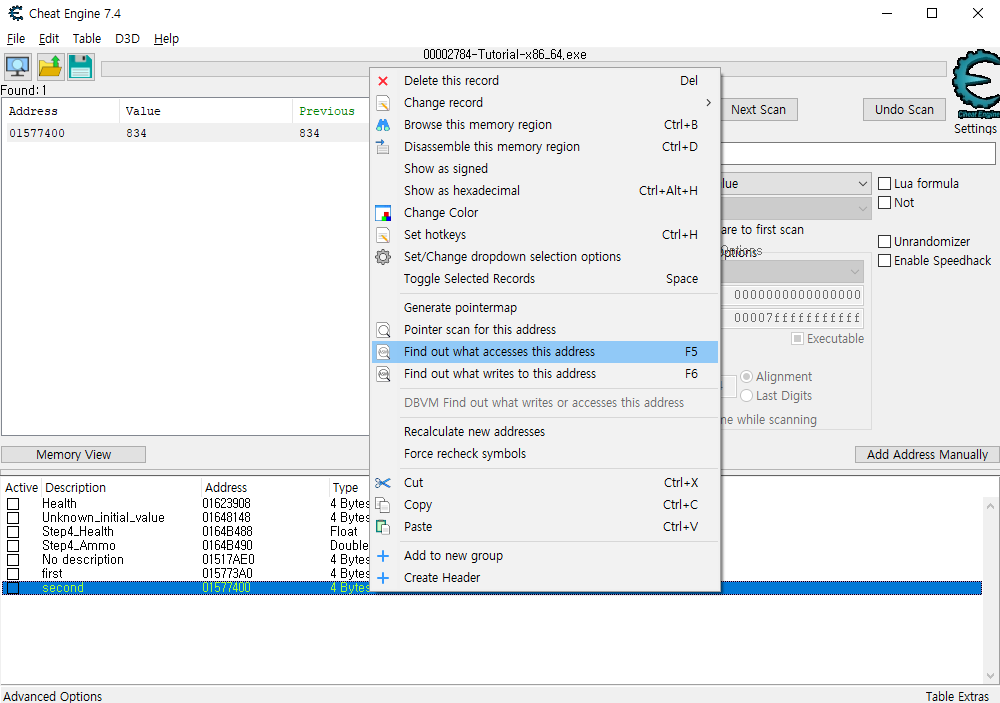 Cheat Engine 7.4
File Edit Table D3D Help
00002784-Tutorial-x86_64.exe
Found:1
Address Value Previous
01577400 834 834
Next Scan Undo Scan
Cheat Engine
Settings
lue
Lua formula
Not
are to first scan
Unrandomizer
Enable Speedhack
0000000000000000
00007fffffffffff
Executable
Alignment
Last Digits
me while scanning
Delete this record Del
Change record
Browse this memory region Ctrl+B
Disassemble this memory region Ctrl+D
Show as signed
Show as hexadecimal Ctrl+Alt+H
Change Color
Set hotkeys Ctrl+H
Set/Change dropdown selection options
Toggle Selected Records Space
Generate pointermap
Pointer scan for this address
Find out what accesses this address F5
Find out what writes to this address F6
DBVM Find out what writes or accesses this address
Recalculate new addresses
Force recheck symbols
Cut Ctrl+X
Copy Ctrl+C
Paste Ctrl+V
Add to new group
Create Header
Memory View Add Address Manually
Active Description Address Type
Health 01623908 4 Bytes
Unknown_initial_value 01648148 4 Bytes
Step4_Health 0164B488 Float
Step4_Ammo 0164B490 Double
No description 01517AE0 4 Bytes
first 015773A0 4 Bytes
second 01577400 4 Bytes
Advanced Options Table Extras